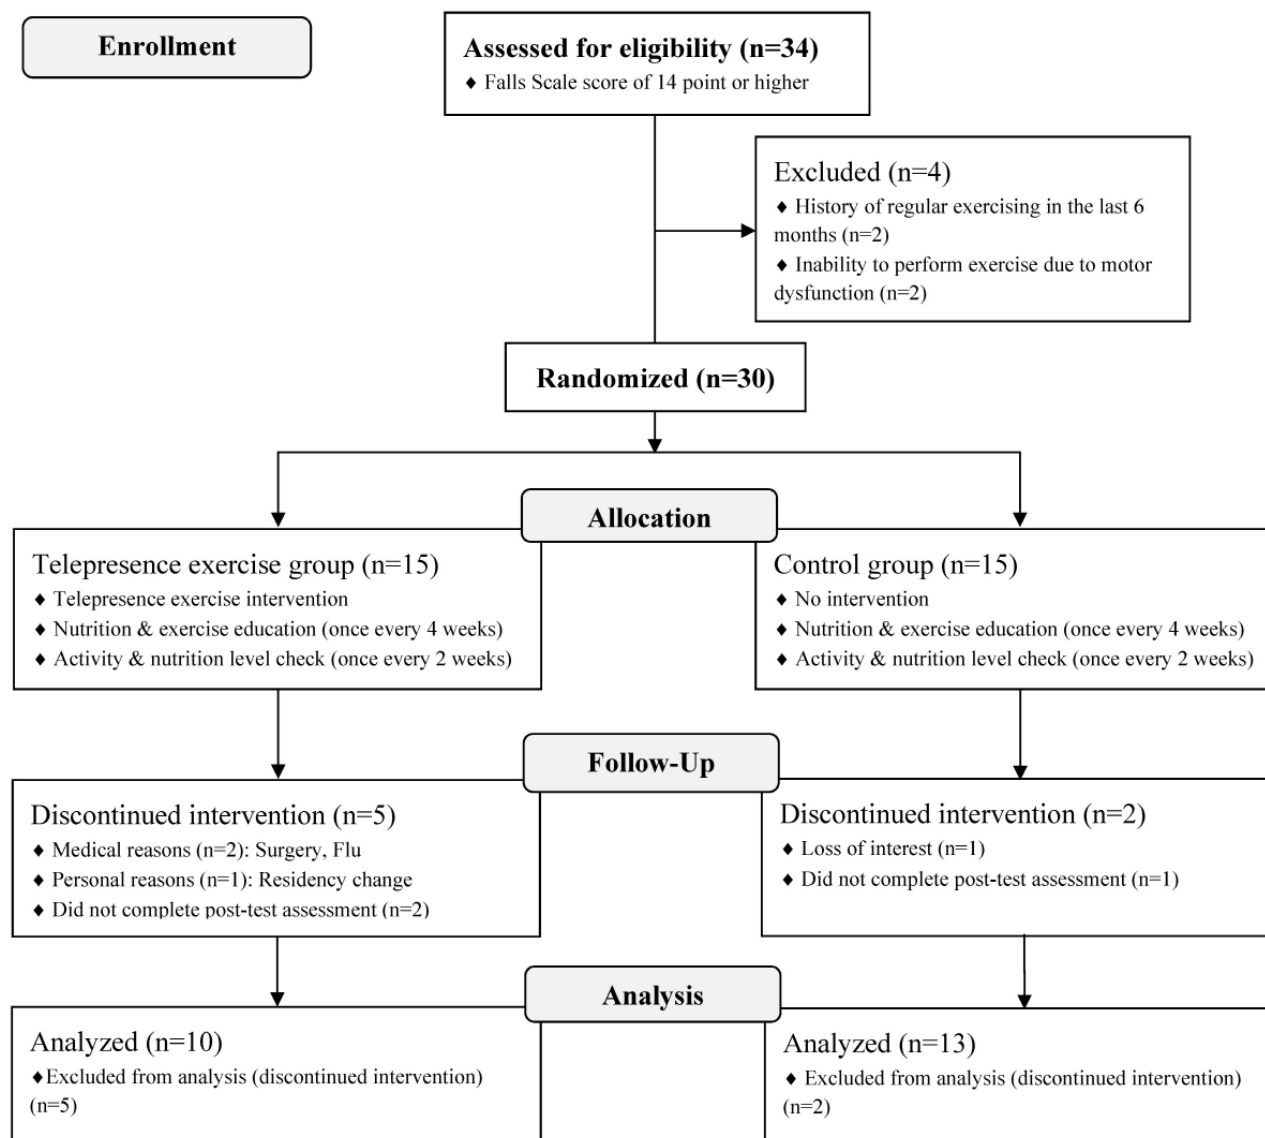 Enrollment
Assessed for eligibility (n=34)
♦ Falls Scale score of 14 point or higher
Excluded (n=4)
♦ History of regular exercising in the last 6
months (n=2)
♦ Inability to perform exercise due to motor
dysfunction (n=2)
Randomized (n=30)
Allocation
Telepresence exercise group (n=15)
♦ Telepresence exercise intervention
♦ Nutrition & exercise education (once every 4 weeks)
♦ Activity & nutrition level check (once every 2 weeks)
Control group (n=15)
♦ No intervention
♦ Nutrition & exercise education (once every 4 weeks)
♦ Activity & nutrition level check (once every 2 weeks)
Follow-Up
Discontinued intervention (n=5)
♦ Medical reasons (n=2): Surgery, Flu
♦ Personal reasons (n=1): Residency change
♦ Did not complete post-test assessment (n=2)
Discontinued intervention (n=2)
♦ Loss of interest (n=1)
♦ Did not complete post-test assessment (n=1)
Analysis
Analyzed (n=10)
♦Excluded from analysis (discontinued intervention)
(n=5)
Analyzed (n=13)
♦ Excluded from analysis (discontinued intervention)
(n=2)